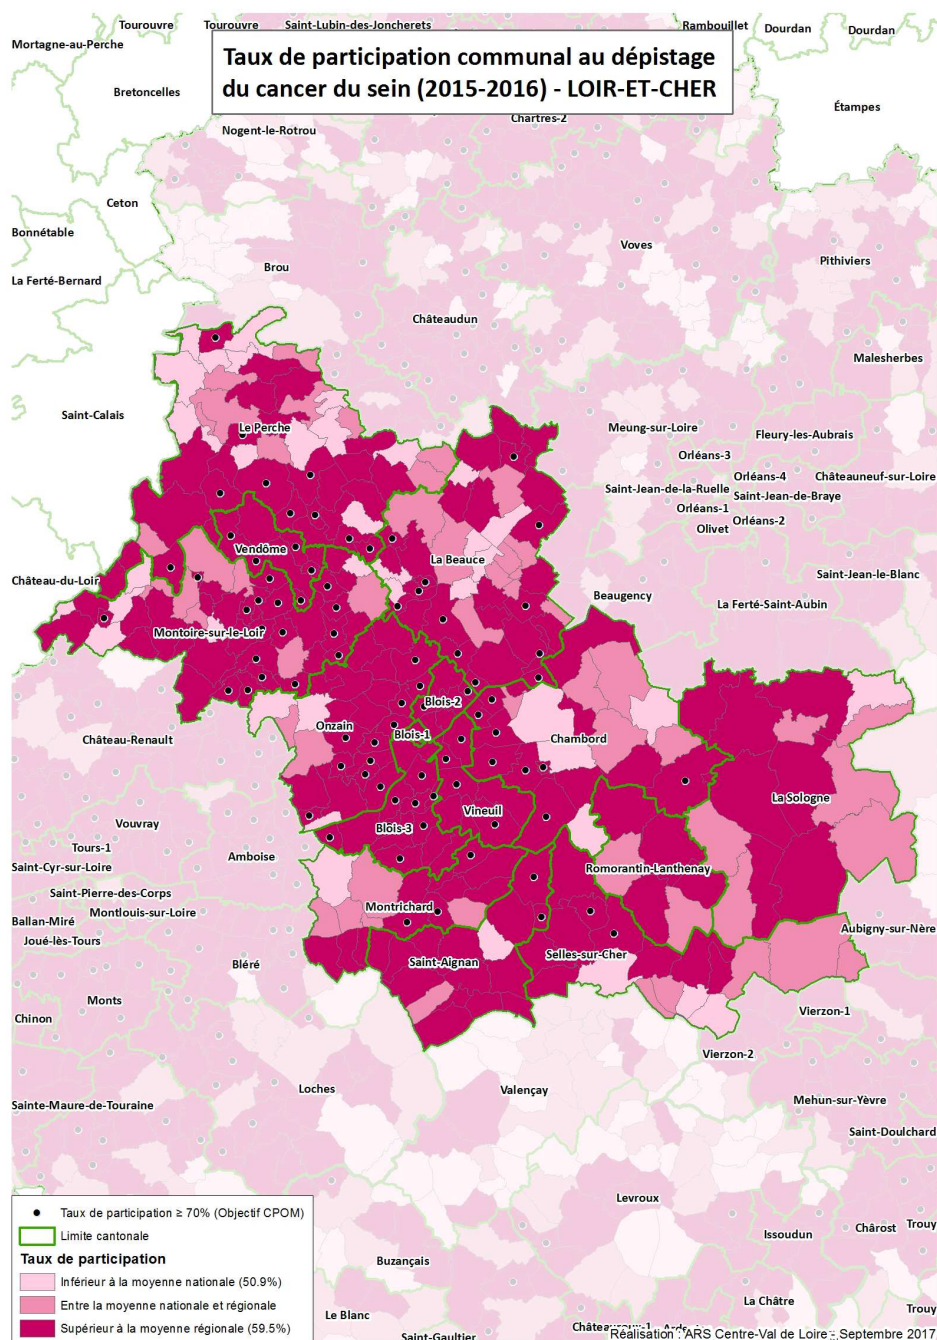 Tourouvre
Tourouvre
Saint-Lubin-des-Joncherets
Rambouillet
Dourdan
Dourdan
Mortagne-au-Perche
Taux de participation communal au dépistage
du cancer du sein (2015-2016) - LOIR-ET-CHER
Bretoncelles
Étampes
Chartres-2
Nogent-le-Rotrou
Ceton
Bonnétable
Voves
Pithiviers
Brou
La Ferté-Bernard
Châteaudun
Malesherbes
Saint-Calais
Le Perche
Meung-sur-Loire
Fleury-les-Aubrais
Orléans-3
Orléans-4
Châteauneuf-sur-Loire
Saint-Jean-de-la-Ruelle
Saint-Jean-de-Braye
Orléans-1
Orléans-2
Olivet
Vendôme
La Beauce
Château-du-Loir
Saint-Jean-le-Blanc
Beaugency
La Ferté-Saint-Aubin
Montoire-sur-le-Loir
Blois-2
Onzain
Blois-1
Chambord
Château-Renault
La Sologne
Vouvray
Vineuil
Blois-3
Tours-1
Amboise
Saint-Cyr-sur-Loire
Romorantin-Lanthenay
Saint-Pierre-des-Corps
Montrichard
Montlouis-sur-Loire
Ballan-Miré
Aubigny-sur-Nère
Joué-lès-Tours
Selles-sur-Cher
Saint-Aignan
Bléré
Monts
Vierzon-1
Chinon
Vierzon-2
Loches
Valençay
Mehun-sur-Yèvre
Sainte-Maure-de-Touraine
Saint-Doulchard
Levroux
Taux de participation ≥ 70% (Objectif CPOM)
Limite cantonale
Taux de participation
Inférieur à la moyenne nationale (50.9%)
Entre la moyenne nationale et régionale
Supérieur à la moyenne régionale (59.5%)
Issoudun
Chârost
Trouy
Buzançais
La Châtre
Trouy
Le Blanc
Châteauroux-1
Saint-Gaultier
Réalisation : ARS Centre-Val de Loire - Septembre 2017